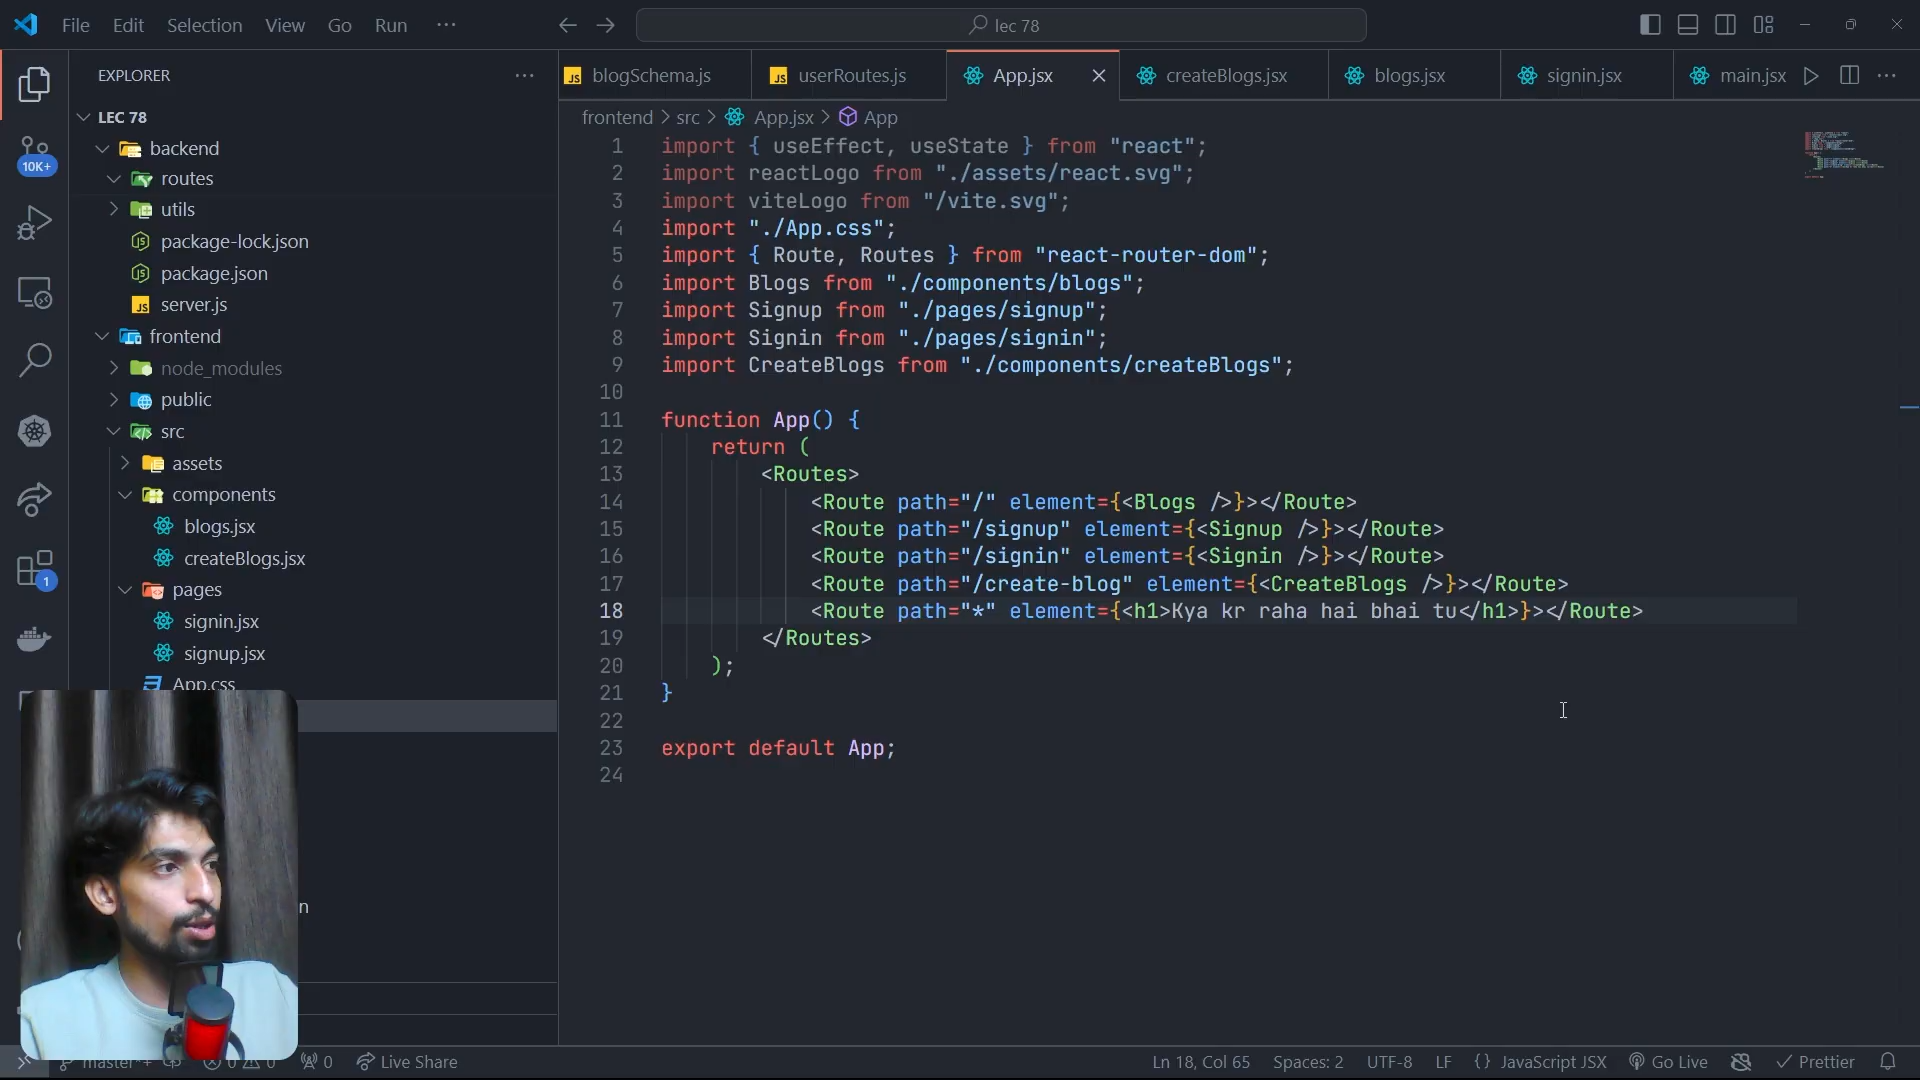 File Edit Selection View Go Run ···
lec 78
EXPLORER ···
LEC 78
backend
routes
utils
package-lock.json
package.json
server.js
frontend
node_modules
public
src
assets
components
blogs.jsx
createBlogs.jsx
pages
signin.jsx
signup.jsx
App.css
n
10K+
1
JS blogSchema.js
JS userRoutes.js
App.jsx
createBlogs.jsx
blogs.jsx
signin.jsx
main.jsx
···
frontend > src > App.jsx > App
1 import { useEffect, useState } from "react";
2 import reactLogo from "./assets/react.svg";
3 import viteLogo from "/vite.svg";
4 import "./App.css";
5 import { Route, Routes } from "react-router-dom";
6 import Blogs from "./components/blogs";
7 import Signup from "./pages/signup";
8 import Signin from "./pages/signin";
9 import CreateBlogs from "./components/createBlogs";
10
11 function App() {
12 return (
13 <Routes>
14 <Route path="/" element={<Blogs />}></Route>
15 <Route path="/signup" element={<Signup />}></Route>
16 <Route path="/signin" element={<Signin />}></Route>
17 <Route path="/create-blog" element={<CreateBlogs />}></Route>
18 <Route path="*" element={<h1>Kya kr raha hai bhai tu</h1>}></Route>
19 </Routes>
20 );
21 }
22
23 export default App;
24
master*+ 0 0 0 Live Share
Ln 18, Col 65 Spaces: 2 UTF-8 LF {} JavaScript JSX Go Live Prettier